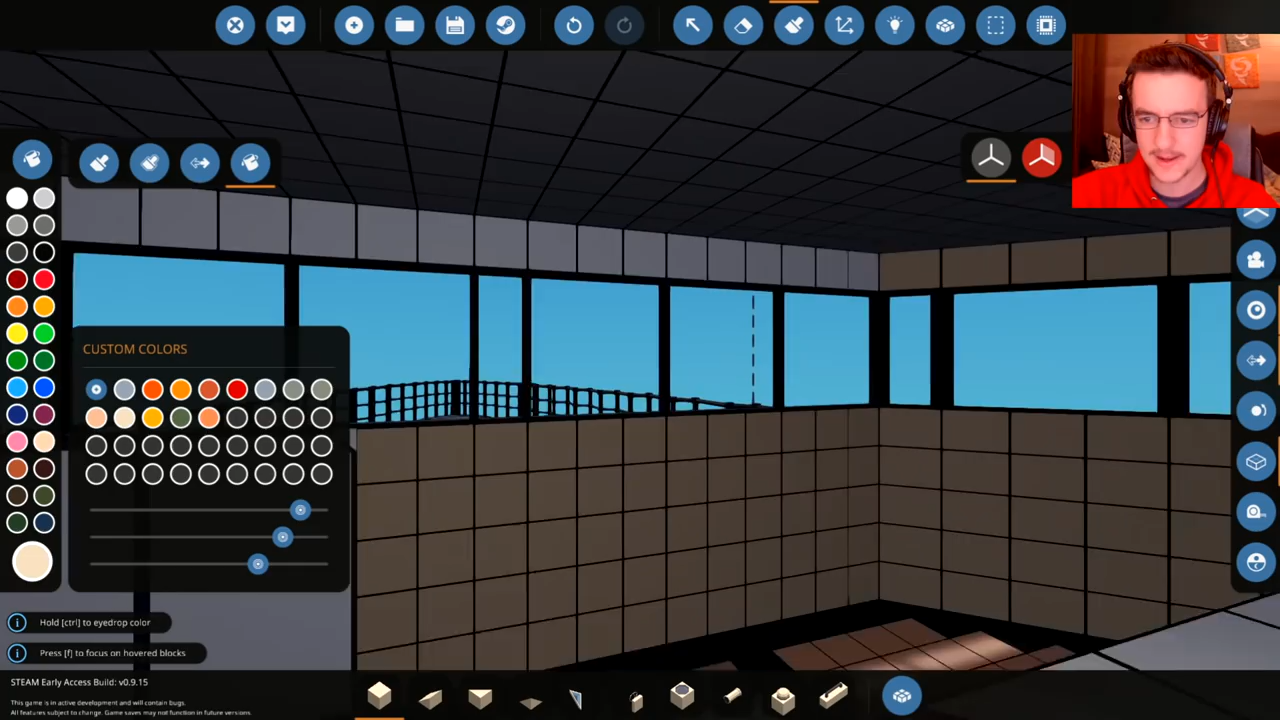 CUSTOM COLORS
Hold [ctrl] to eyedrop color
Press [f] to focus on hovered blocks
STEAM Early Access Build: v0.9.15
This game is in active development and will contain bugs.
All features subject to change. Game saves may not function in future versions.